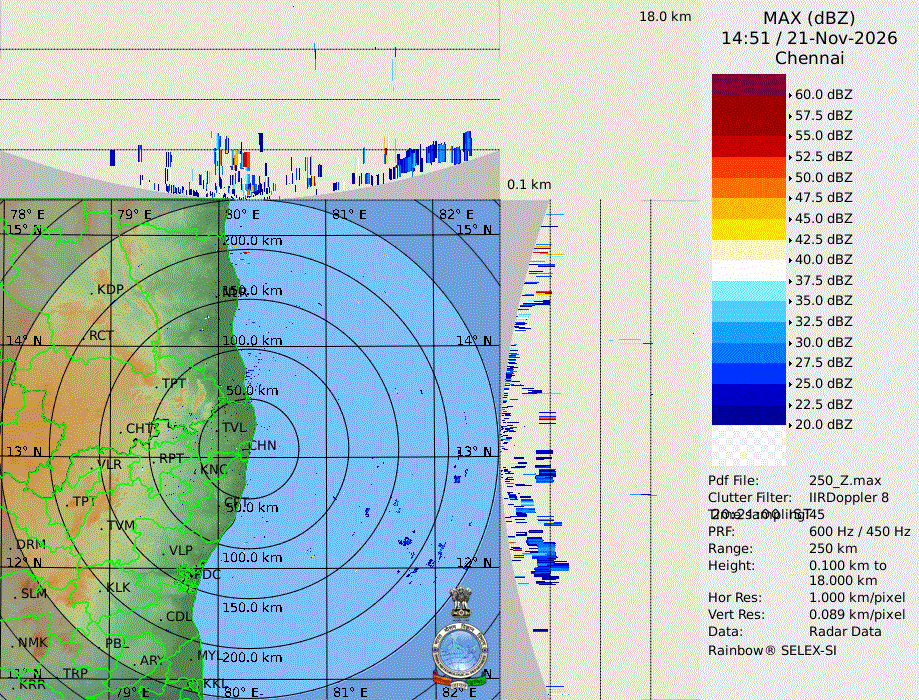 18.0 km
0.1 km
MAX (dBZ)
14:51 / 21-Nov-2026
Chennai
60.0 dBZ
57.5 dBZ
55.0 dBZ
52.5 dBZ
50.0 dBZ
47.5 dBZ
45.0 dBZ
42.5 dBZ
40.0 dBZ
37.5 dBZ
35.0 dBZ
32.5 dBZ
30.0 dBZ
27.5 dBZ
25.0 dBZ
22.5 dBZ
20.0 dBZ
Pdf File: 250_Z.max
Clutter Filter: IIRDoppler 8
Time sampling: 45
PRF: 600 Hz / 450 Hz
Range: 250 km
Height: 0.100 km to
18.000 km
Hor Res: 1.000 km/pixel
Vert Res: 0.089 km/pixel
Data: Radar Data
Rainbow® SELEX-SI
78° E 79° E 80° E 81° E 82° E
15° N 15° N
200.0 km
KDP
150.0 km
RCT
14° N 100.0 km 14° N
TPT
50.0 km
CHT TVL
CHN
13° N 13° N
VLR RPT KNC
TPT
50.0 km
TVM
DRM VLP
100.0 km
12° N 12° N
PDC
SLM KLK
150.0 km
CDL
NMK PBL
ARY MYL
200.0 km
TRP
KRR KKL
79° E 80° E 81° E 82° E